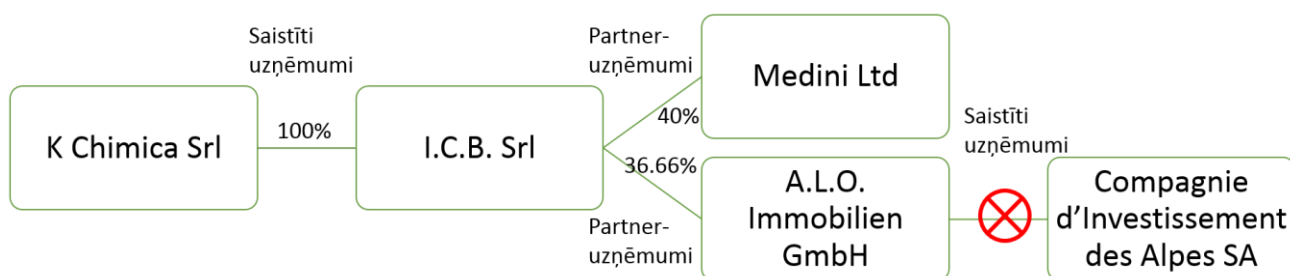 Saistīti
uzņēmumi
Partner-
uzņēmumi
Medini Ltd
K Chimica Srl
100%
I.C.B. Srl
40%
36.66%
Saistīti
uzņēmumi
A.L.O.
Immobilien
GmbH
Partner-
uzņēmumi
Compagnie
d’Investissement
des Alpes SA